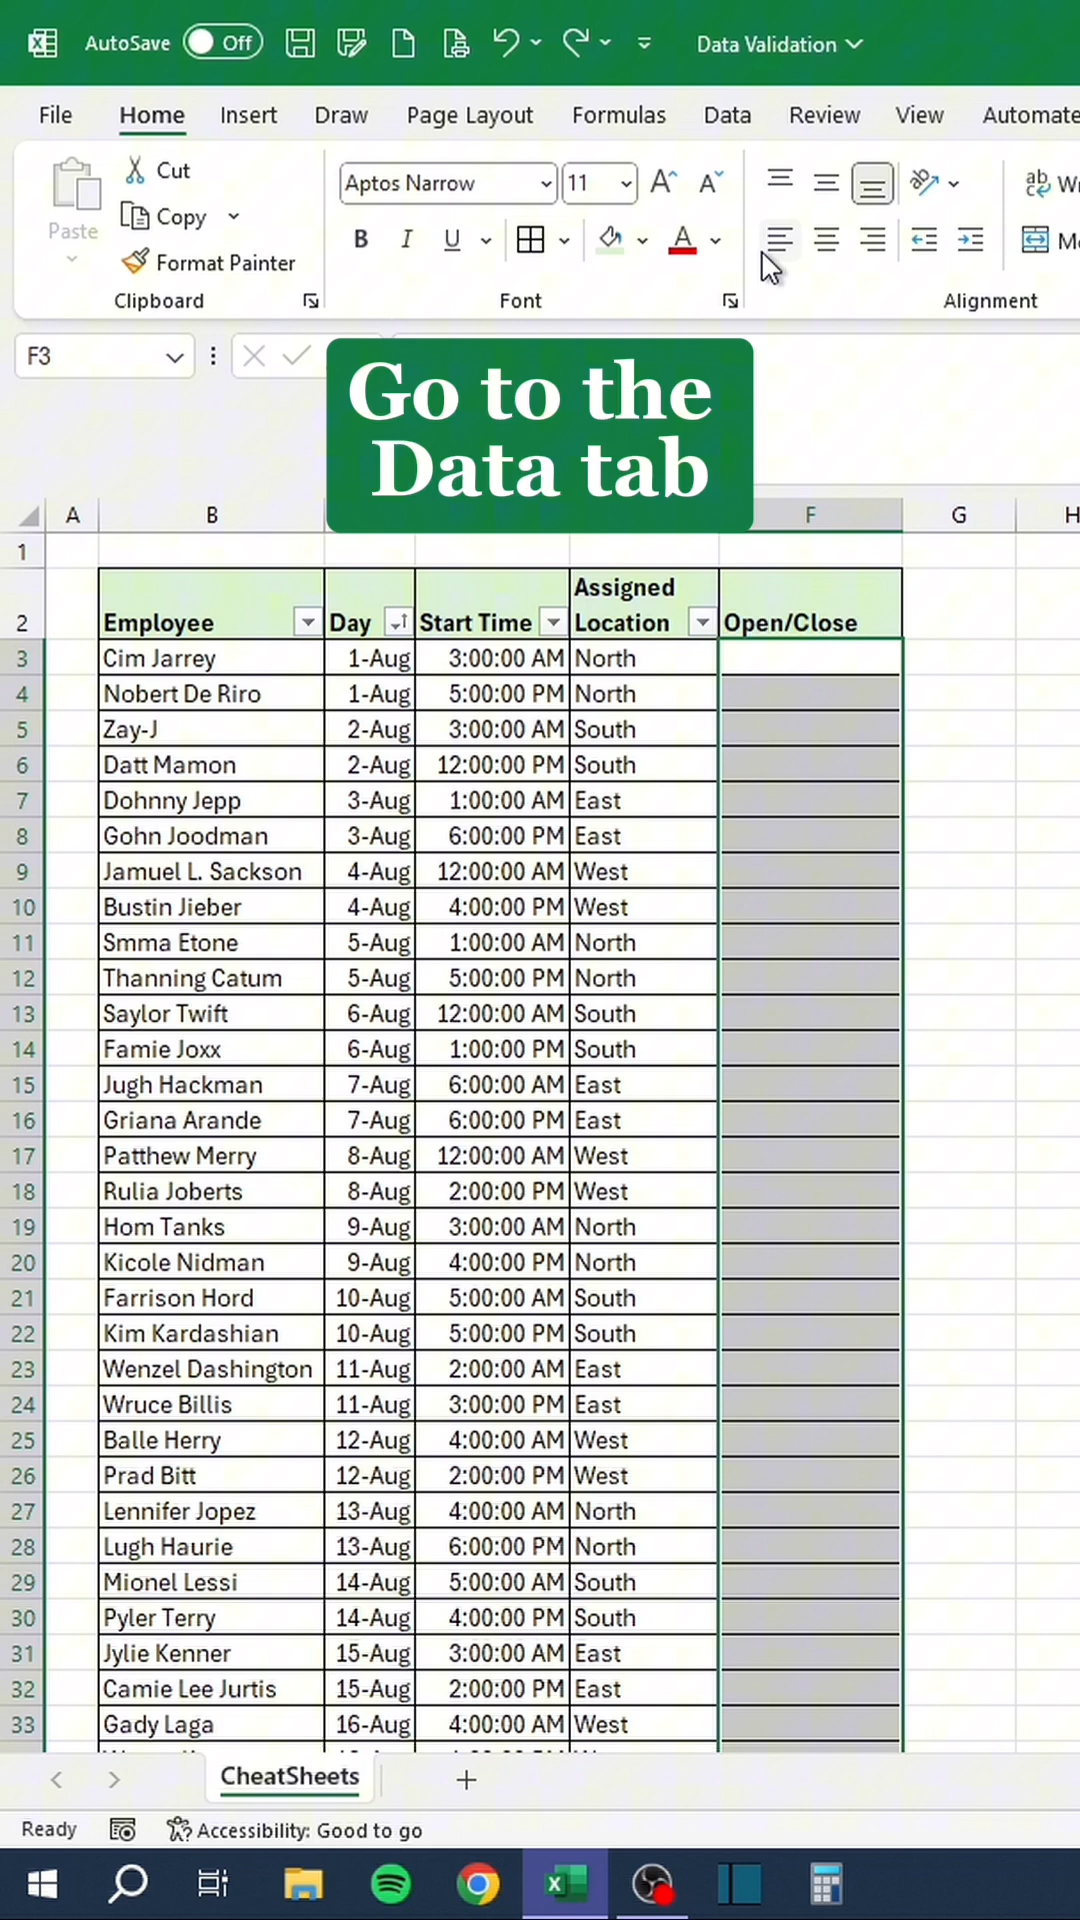 AutoSave Off Data Validation
File Home Insert Draw Page Layout Formulas Data Review View Automate
Cut
Copy
Paste
Format Painter
Clipboard
Aptos Narrow 11 A A
B I U A
Font
ab
Alignment
F3
Go to the
Data tab
A B F G H
1
2 Employee Day Start Time Assigned Location Open/Close
3 Cim Jarrey 1-Aug 3:00:00 AM North
4 Nobert De Riro 1-Aug 5:00:00 PM North
5 Zay-J 2-Aug 3:00:00 AM South
6 Datt Mamon 2-Aug 12:00:00 PM South
7 Dohnny Jepp 3-Aug 1:00:00 AM East
8 Gohn Joodman 3-Aug 6:00:00 PM East
9 Jamuel L. Sackson 4-Aug 12:00:00 AM West
10 Bustin Jieber 4-Aug 4:00:00 PM West
11 Smma Etone 5-Aug 1:00:00 AM North
12 Thanning Catum 5-Aug 5:00:00 PM North
13 Saylor Twift 6-Aug 12:00:00 AM South
14 Famie Joxx 6-Aug 1:00:00 PM South
15 Jugh Hackman 7-Aug 6:00:00 AM East
16 Griana Arande 7-Aug 6:00:00 PM East
17 Patthew Merry 8-Aug 12:00:00 AM West
18 Rulia Joberts 8-Aug 2:00:00 PM West
19 Hom Tanks 9-Aug 3:00:00 AM North
20 Kicole Nidman 9-Aug 4:00:00 PM North
21 Farrison Hord 10-Aug 5:00:00 AM South
22 Kim Kardashian 10-Aug 5:00:00 PM South
23 Wenzel Dashington 11-Aug 2:00:00 AM East
24 Wruce Billis 11-Aug 3:00:00 PM East
25 Balle Herry 12-Aug 4:00:00 AM West
26 Prad Bitt 12-Aug 2:00:00 PM West
27 Lennifer Jopez 13-Aug 4:00:00 AM North
28 Lugh Haurie 13-Aug 6:00:00 PM North
29 Mionel Lessi 14-Aug 5:00:00 AM South
30 Pyler Terry 14-Aug 4:00:00 PM South
31 Jylie Kenner 15-Aug 3:00:00 AM East
32 Camie Lee Jurtis 15-Aug 2:00:00 PM East
33 Gady Laga 16-Aug 4:00:00 AM West
CheatSheets
Ready Accessibility: Good to go